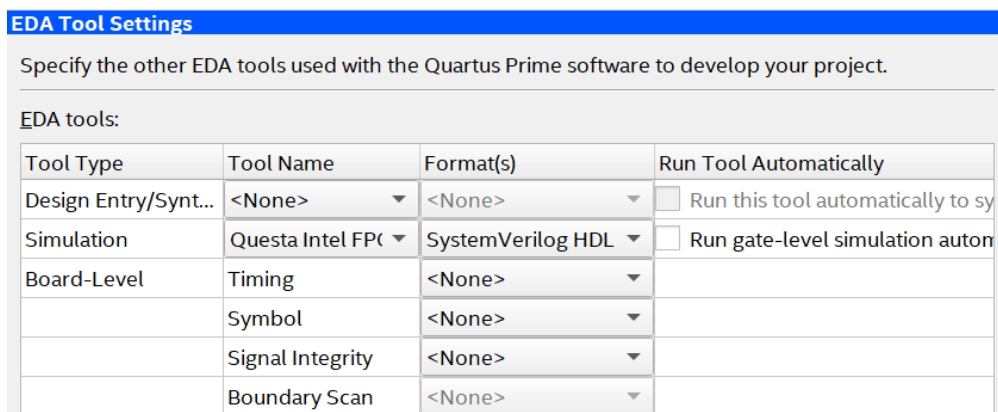 EDA Tool Settings
Specify the other EDA tools used with the Quartus Prime software to develop your project.
EDA tools:
Tool Type Tool Name Format(s) Run Tool Automatically
Design Entry/Synt... <None> <None> Run this tool automatically to sy
Simulation Questa Intel FPG SystemVerilog HDL Run gate-level simulation autom
Board-Level Timing <None>
Symbol <None>
Signal Integrity <None>
Boundary Scan <None>